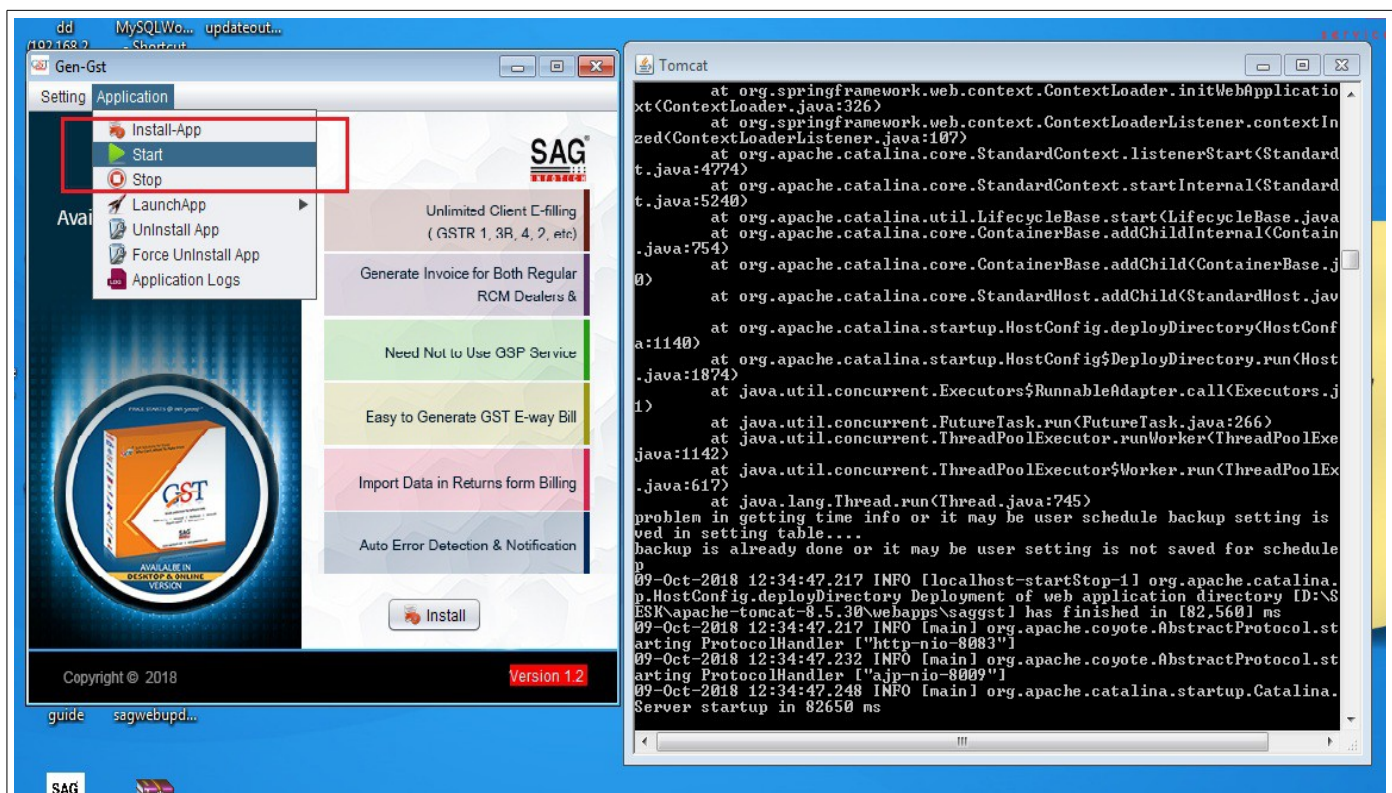 dd MySQLWo... updateout...
(192.168.2... - Shortcut
Gen-Gst
Setting Application
Install-App
Start
Stop
LaunchApp
UnInstall App
Force UnInstall App
Application Logs
Avai
SAG
INFOTECH
Unlimited Client E-filling
( GSTR 1, 3B, 4, 2, etc)
Generate Invoice for Both Regular
RCM Dealers &
Need Not to Use GSP Service
Easy to Generate GST E-way Bill
Import Data in Returns form Billing
Auto Error Detection & Notification
GST
SAG
AVAILALBE IN
DESKTOP & ONLINE
VERSION
Install
Copyright © 2018
Version 1.2
Tomcat
at org.springframework.web.context.ContextLoader.initWebApplicatio
xt(ContextLoader.java:326)
at org.springframework.web.context.ContextLoaderListener.contextIn
zed(ContextLoaderListener.java:107)
at org.apache.catalina.core.StandardContext.listenerStart(Standard
t.java:4774)
at org.apache.catalina.core.StandardContext.startInternal(Standard
t.java:5240)
at org.apache.catalina.util.LifecycleBase.start(LifecycleBase.java
at org.apache.catalina.core.ContainerBase.addChildInternal(Contain
.java:754)
at org.apache.catalina.core.ContainerBase.addChild(ContainerBase.j
0)
at org.apache.catalina.core.StandardHost.addChild(StandardHost.jav
at org.apache.catalina.startup.HostConfig.deployDirectory(HostConf
a:1140)
at org.apache.catalina.startup.HostConfig$DeployDirectory.run(Host
.java:1874)
at java.util.concurrent.Executors$RunnableAdapter.call(Executors.j
1)
at java.util.concurrent.FutureTask.run(FutureTask.java:266)
at java.util.concurrent.ThreadPoolExecutor.runWorker(ThreadPoolExe
java:1142)
at java.util.concurrent.ThreadPoolExecutor$Worker.run(ThreadPoolEx
.java:617)
at java.lang.Thread.run(Thread.java:745)
problem in getting time info or it may be user schedule backup setting is
ved in setting table....
backup is already done or it may be user setting is not saved for schedule
p
09-Oct-2018 12:34:47.217 INFO [localhost-startStop-1] org.apache.catalina.
p.HostConfig.deployDirectory Deployment of web application directory [D:\S
ESK\apache-tomcat-8.5.30\webapps\saggst] has finished in [82,560] ms
09-Oct-2018 12:34:47.217 INFO [main] org.apache.coyote.AbstractProtocol.st
arting ProtocolHandler ["http-nio-8083"]
09-Oct-2018 12:34:47.232 INFO [main] org.apache.coyote.AbstractProtocol.st
arting ProtocolHandler ["ajp-nio-8009"]
09-Oct-2018 12:34:47.248 INFO [main] org.apache.catalina.startup.Catalina.
Server startup in 82650 ms
guide sagwebupd...
SAG